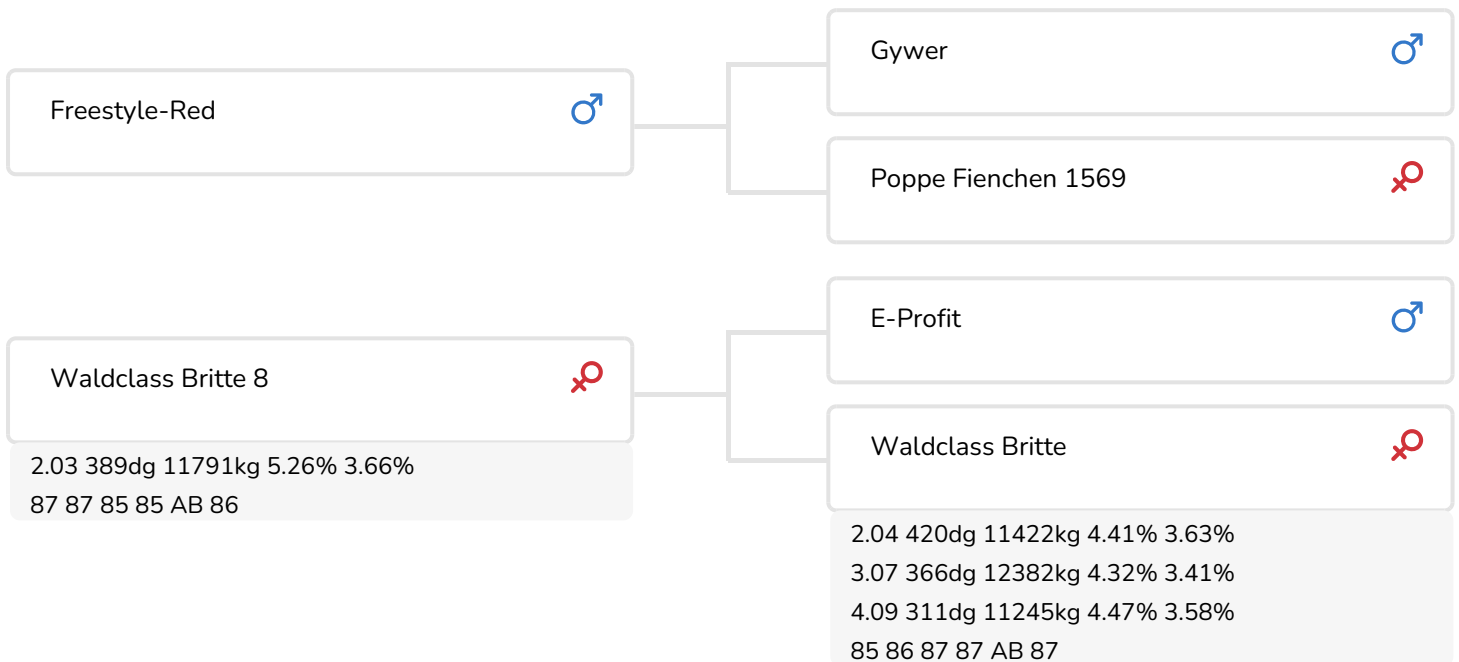 Freestyle-Red
Waldclass Britte 8
2.03 389dg 11791kg 5.26% 3.66%
87 87 85 85 AB 86
Gywer
Poppe Fienchen 1569
E-Profit
Waldclass Britte
2.04 420dg 11422kg 4.41% 3.63%
3.07 366dg 12382kg 4.32% 3.41%
4.09 311dg 11245kg 4.47% 3.58%
85 86 87 87 AB 87